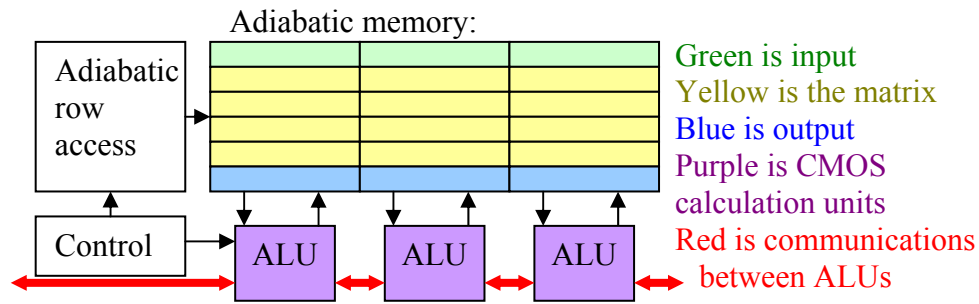 Adiabatic memory:
Adiabatic
row
access
Control
ALU
ALU
ALU
Green is input
Yellow is the matrix
Blue is output
Purple is CMOS
calculation units
Red is communications
between ALUs